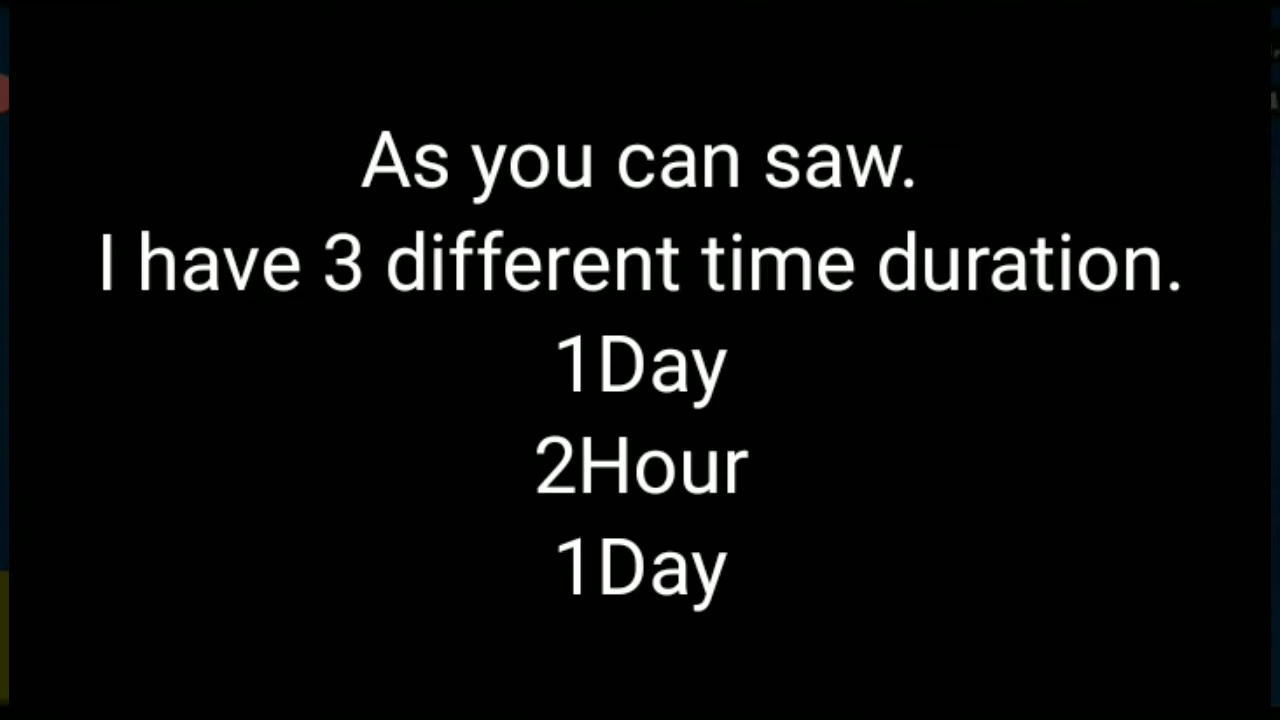 As you can saw.
I have 3 different time duration.
1Day
2Hour
1Day